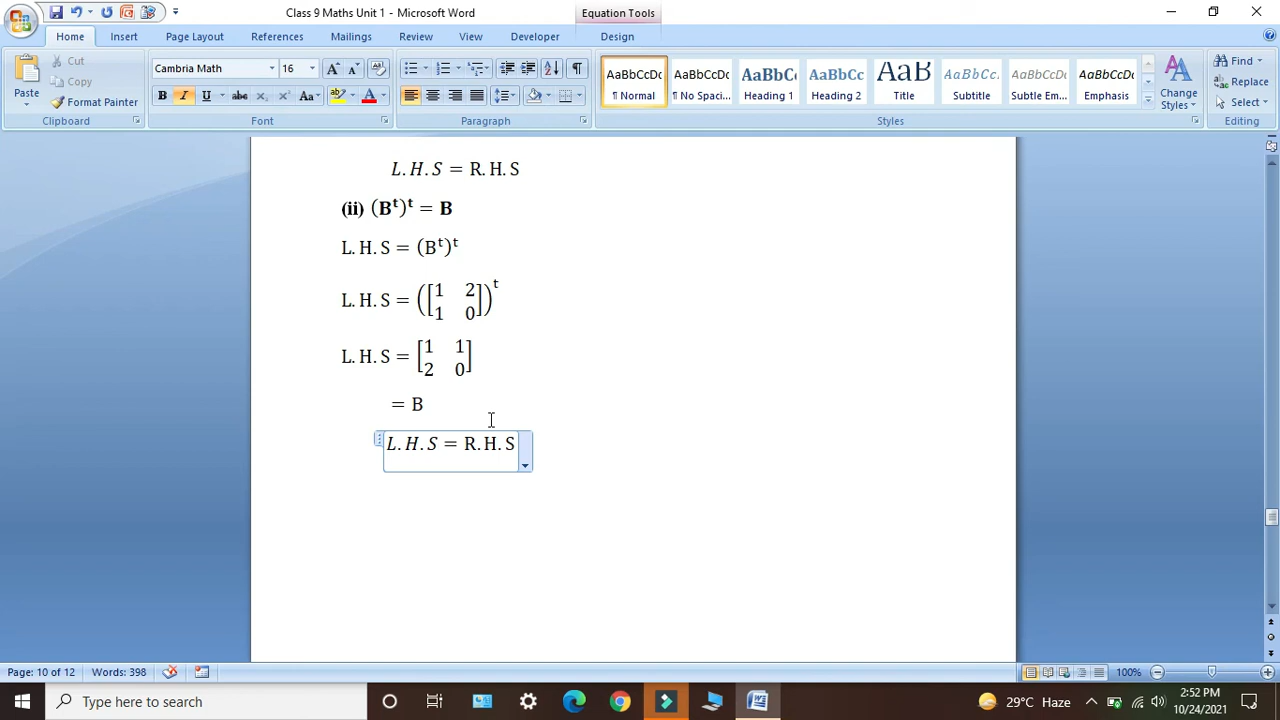 Class 9 Maths Unit 1 - Microsoft Word
Equation Tools
Home Insert Page Layout References Mailings Review View Developer Design
Paste
Cut
Copy
Format Painter
Clipboard
Cambria Math 16
Font
Paragraph
AaBbCcDc ¶ Normal
AaBbCcDc ¶ No Spaci...
AaBbCc Heading 1
AaBbCc Heading 2
AaB Title
AaBbCc Subtitle
AaBbCcDc Subtle Em...
AaBbCcDc Emphasis
Styles
Change Styles
Find
Replace
Select
Editing
L. H. S = R. H. S
(ii) (Bᵗ)ᵗ = B
L. H. S = (Bᵗ)ᵗ
L. H. S = ([1 2
1 0])ᵗ
L. H. S = [1 1
2 0]
= B
L. H. S = R. H. S
Page: 10 of 12 Words: 398 100%
Type here to search
29°C Haze
2:52 PM
10/24/2021